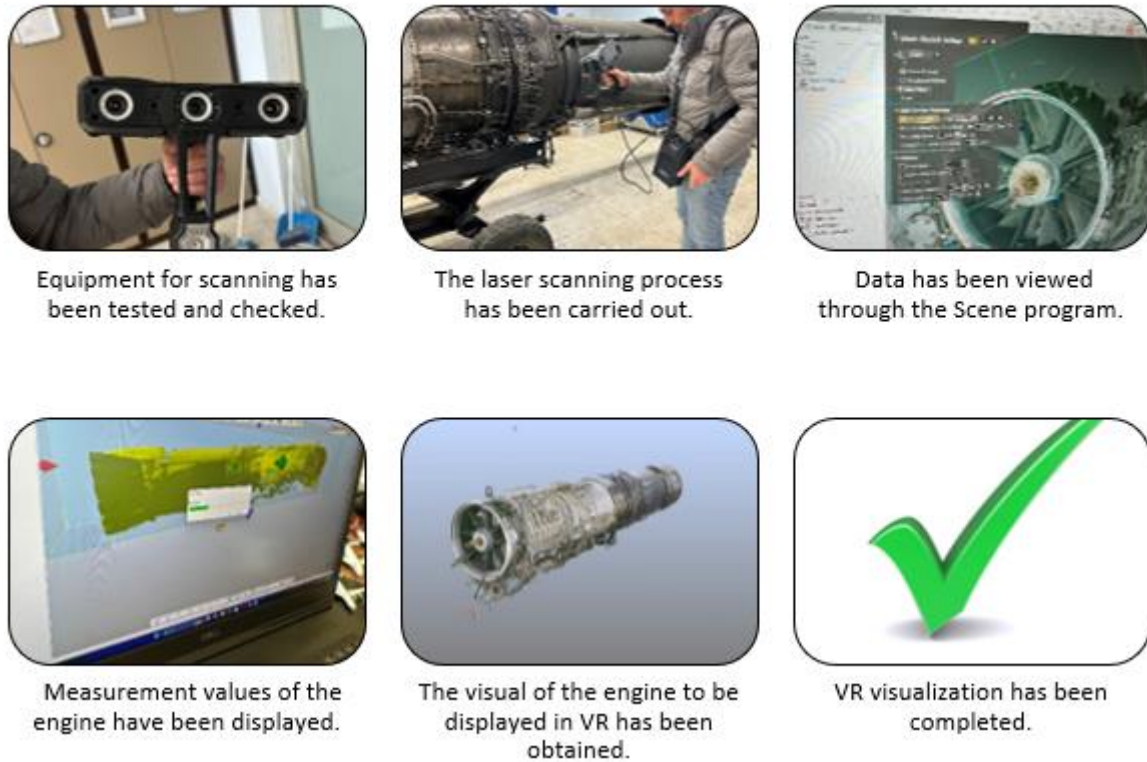 Equipment for scanning has
been tested and checked.
The laser scanning process
has been carried out.
Data has been viewed
through the Scene program.
Measurement values of the
engine have been displayed.
The visual of the engine to be
displayed in VR has been
obtained.
VR visualization has been
completed.